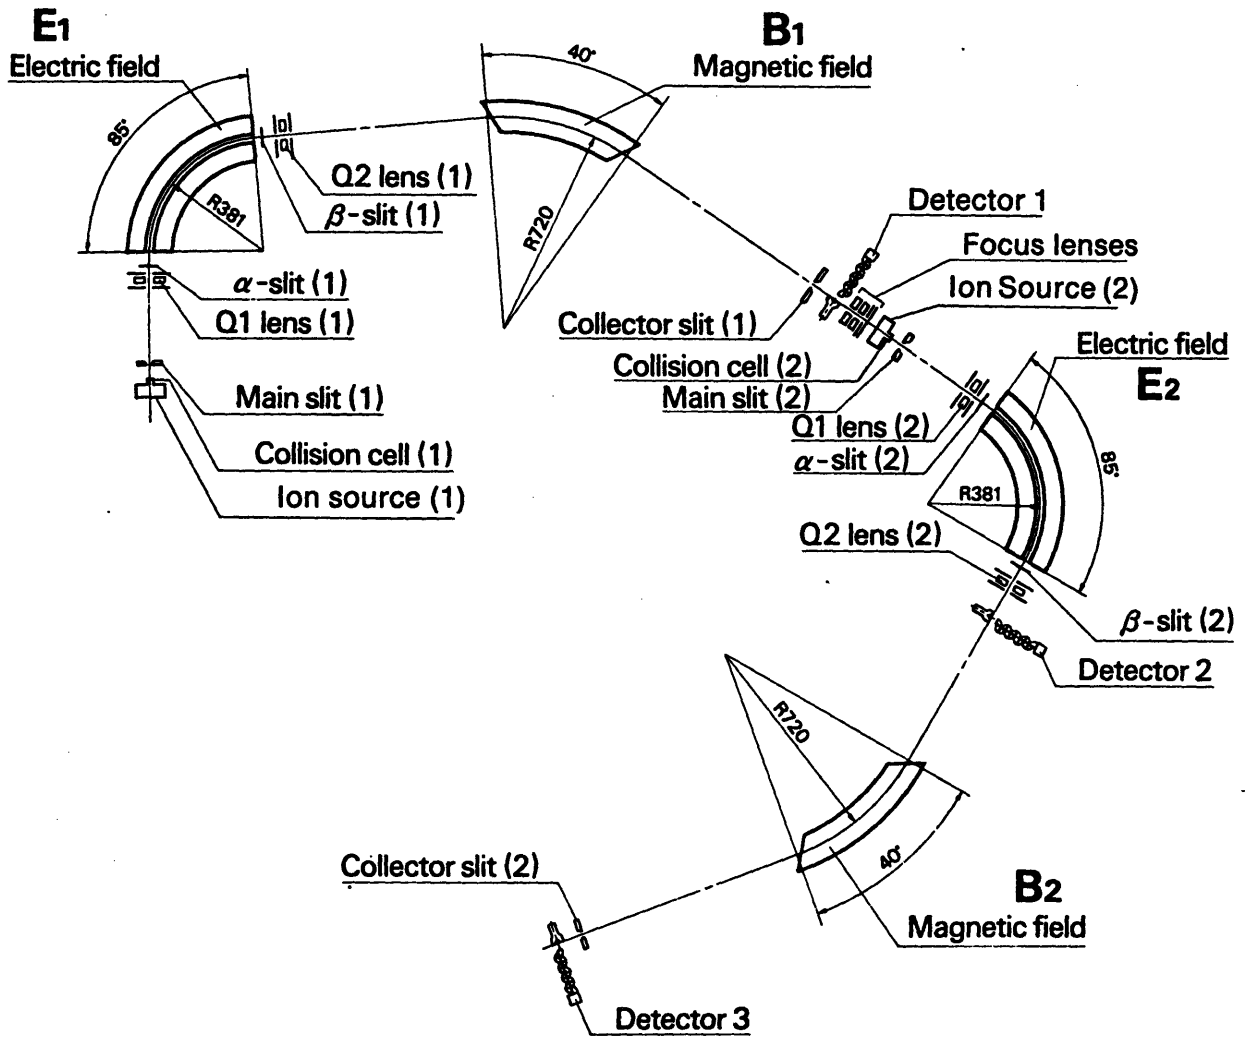 E1
Electric field
85°
R381
Q2 lens (1)
β-slit (1)
α-slit (1)
Q1 lens (1)
Main slit (1)
Collision cell (1)
Ion source (1)
B1
Magnetic field
40°
R720
Detector 1
Focus lenses
Ion Source (2)
Collector slit (1)
Collision cell (2)
Main slit (2)
Q1 lens (2)
α-slit (2)
Electric field
E2
85°
R381
Q2 lens (2)
β-slit (2)
Detector 2
R720
40°
B2
Magnetic field
Collector slit (2)
Detector 3